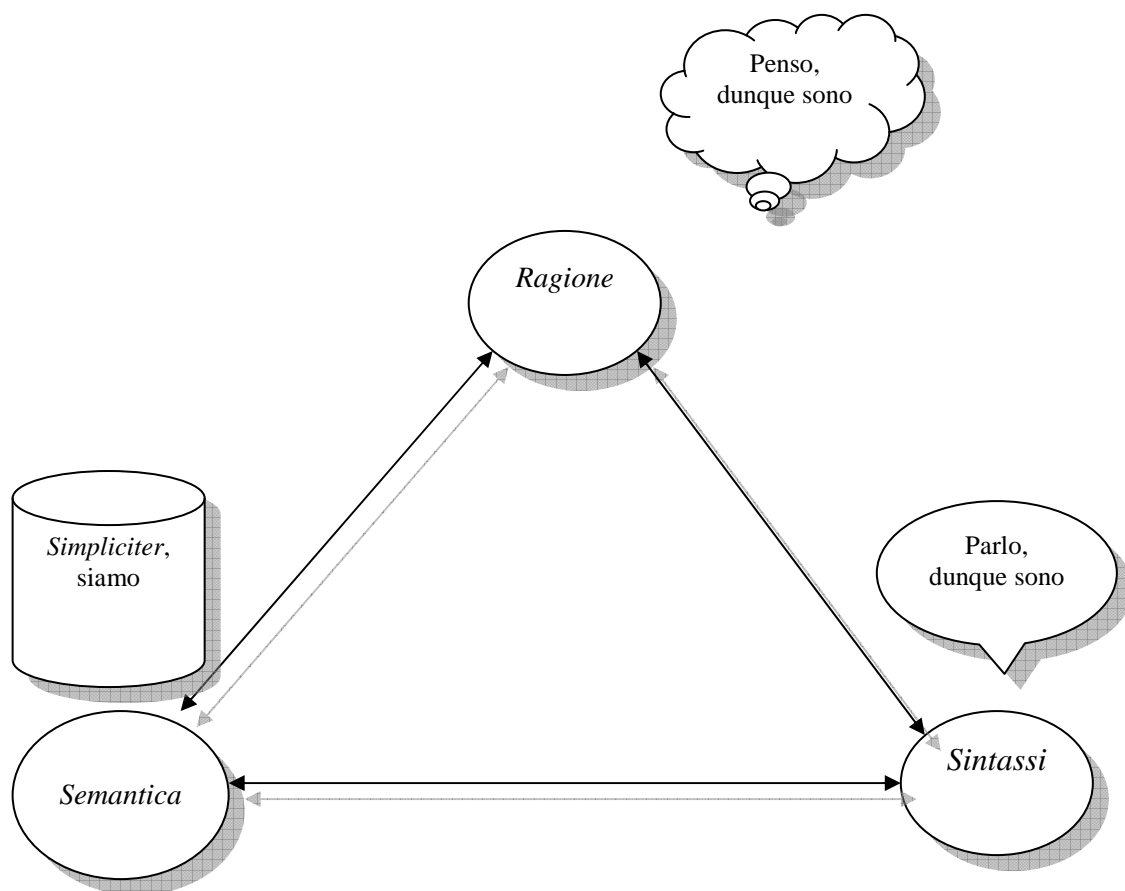 Penso,
dunque sono
Ragione
Simpliciter,
siamo
Parlo,
dunque sono
Semantica
Sintassi